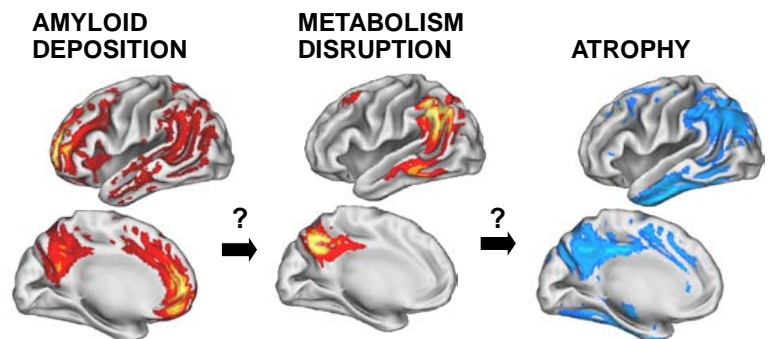 AMYLOID
DEPOSITION
METABOLISM
DISRUPTION
ATROPHY
?
?